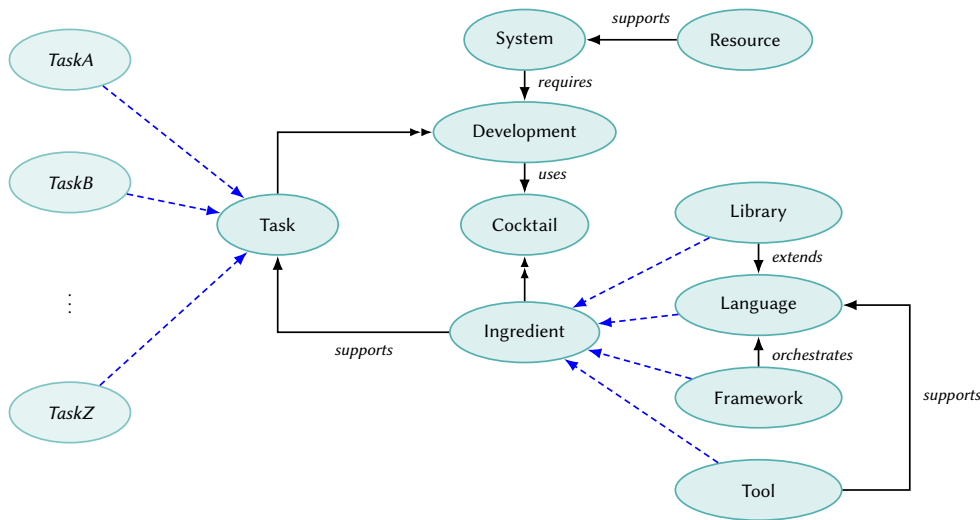 TaskA
System
supports
Resource
requires
Development
uses
TaskB
Task
Cocktail
Library
extends
⋮
Ingredient
Language
supports
orchestrates
Framework
supports
TaskZ
Tool